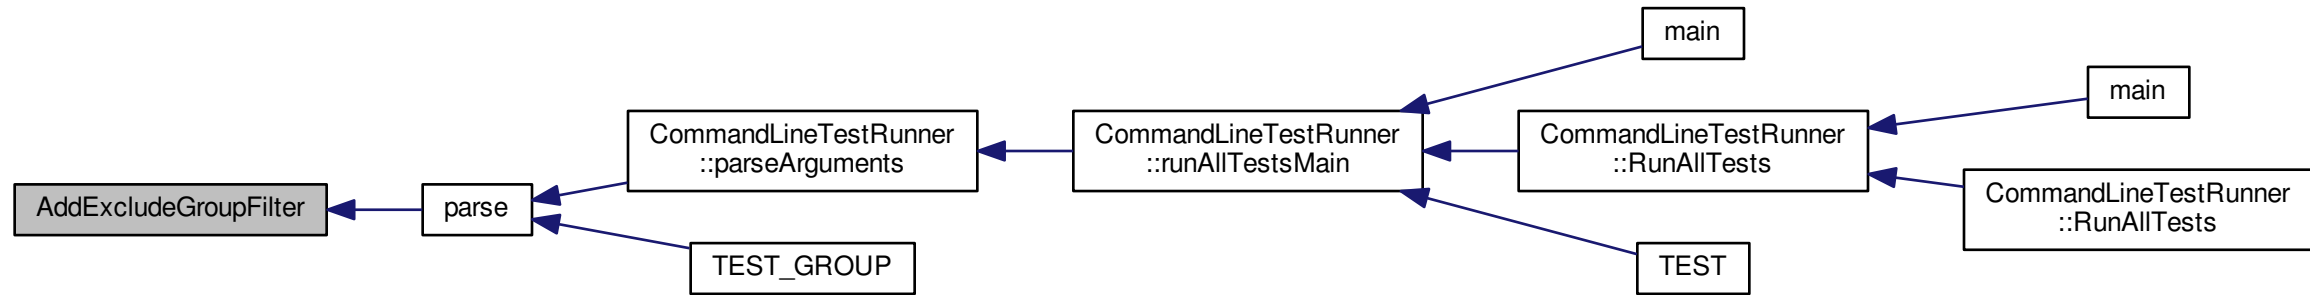 AddExcludeGroupFilter
parse
CommandLineTestRunner
::parseArguments
TEST_GROUP
CommandLineTestRunner
::runAllTestsMain
main
CommandLineTestRunner
::RunAllTests
TEST
main
CommandLineTestRunner
::RunAllTests